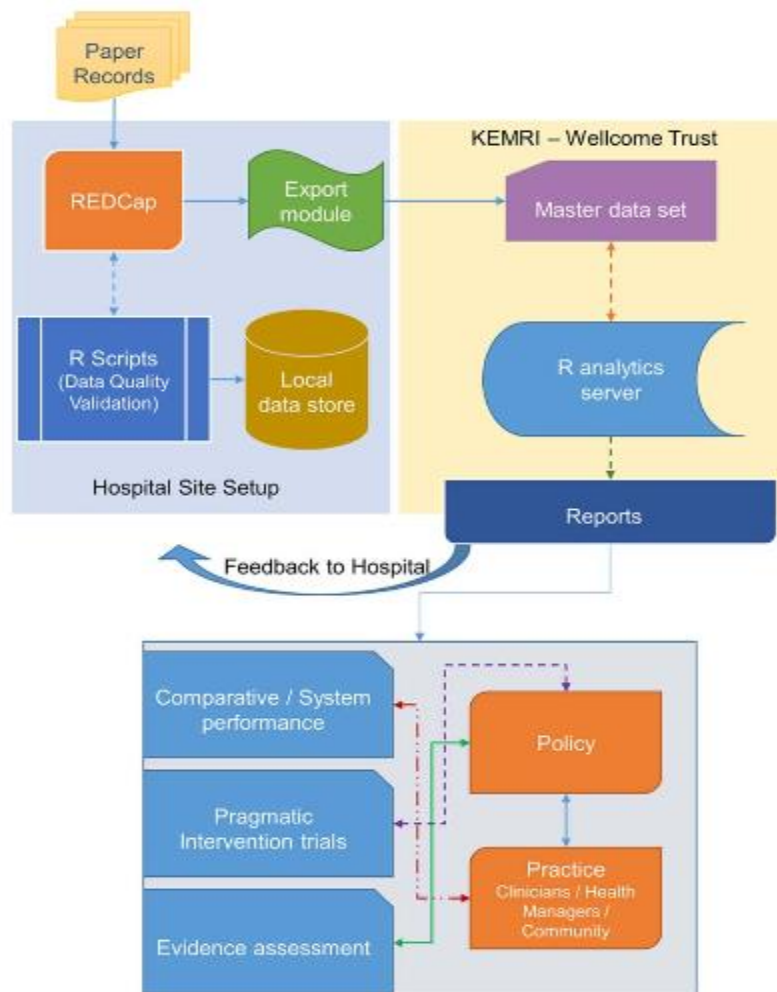 Paper
Records
KEMRI – Wellcome Trust
REDCap
Export
module
Master data set
R Scripts
(Data Quality
Validation)
Local
data store
R analytics
server
Hospital Site Setup
Reports
Feedback to Hospital
Comparative / System
performance
Policy
Pragmatic
Intervention trials
Practice
Clinicians / Health
Managers /
Community
Evidence assessment